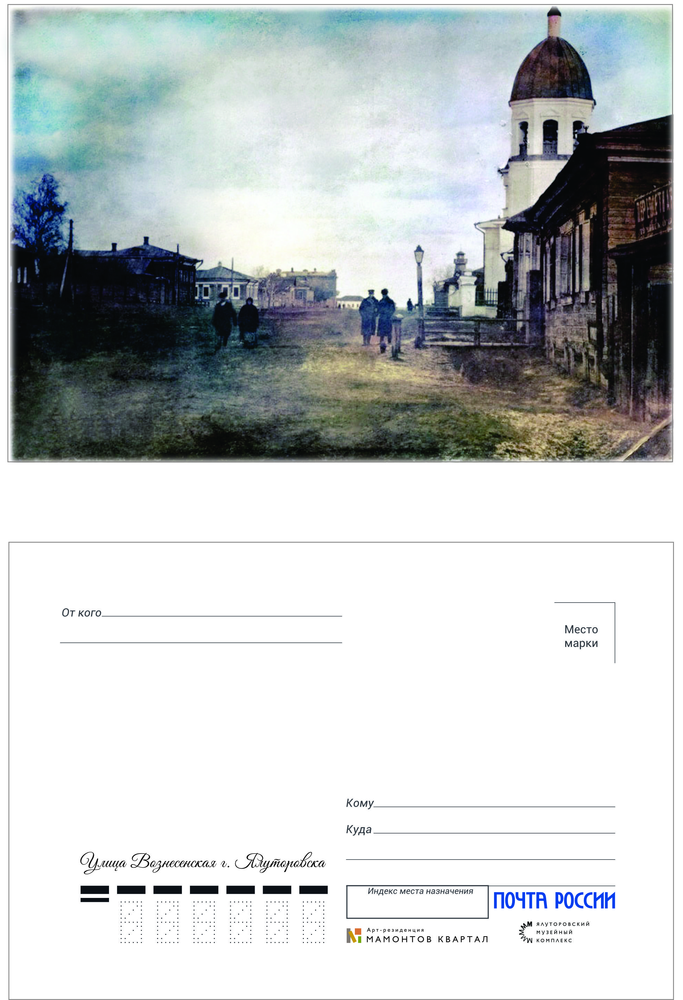 От кого
Место
марки
Кому
Куда
Улица Вознесенская г. Ялуторовска
Индекс места назначения
ПОЧТА РОССИИ
Арт-резиденция
МАМОНТОВ КВАРТАЛ
ЯЛУТОРОВСКИЙ
МУЗЕЙНЫЙ
КОМПЛЕКС